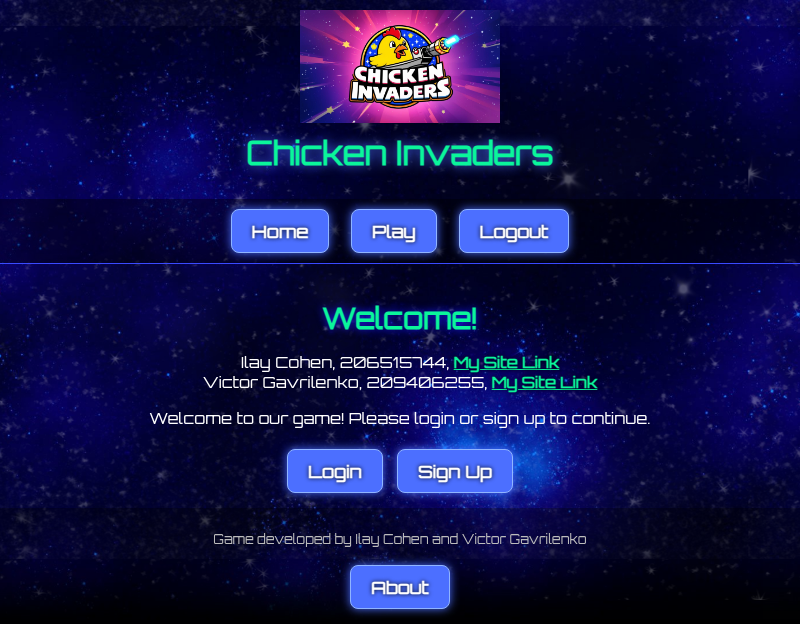 CHICKEN
INVADERS
Chicken Invaders
Home Play Logout
Welcome!
Ilay Cohen, 206515744, My Site Link
Victor Gavrilenko, 209406255, My Site Link
Welcome to our game! Please login or sign up to continue.
Login Sign Up
Game developed by Ilay Cohen and Victor Gavrilenko
About